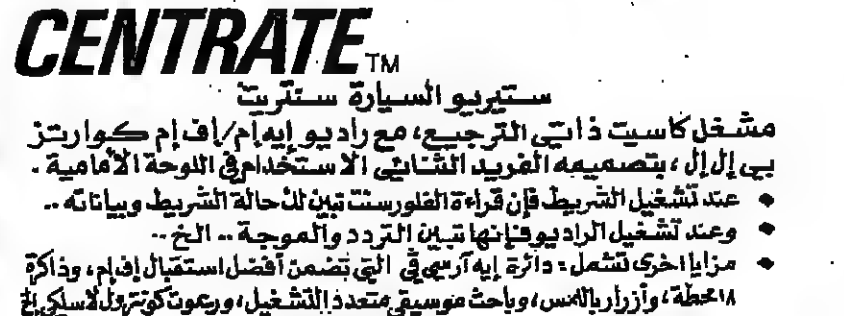 CENTRATE TM
ستيريو السيارة سنتريت
مشغل كاسيت ذاتي الترجيع، مع راديو إيه إم/إف إم كوارتز
بي إل إل، بتصميمه الفريد الثنائي الاستخدام في اللوحة الأمامية.
• عند تشغيل الشريط فإن قراءة الفلورسنت تبين لك حالة الشريط وبياناته..
• وعند تشغيل الراديو فإنها تبين التردد والموجة.. الخ..
• مزايا اخرى تشمل: دائرة إيه آر سي في التي تضمن أفضل استقبال إف إم، وذاكرة
١٨ محطة، وأزرار باللمس، وباحث موسيقي متعدد التشغيل، وريموت كونترول لاسلكي الخ